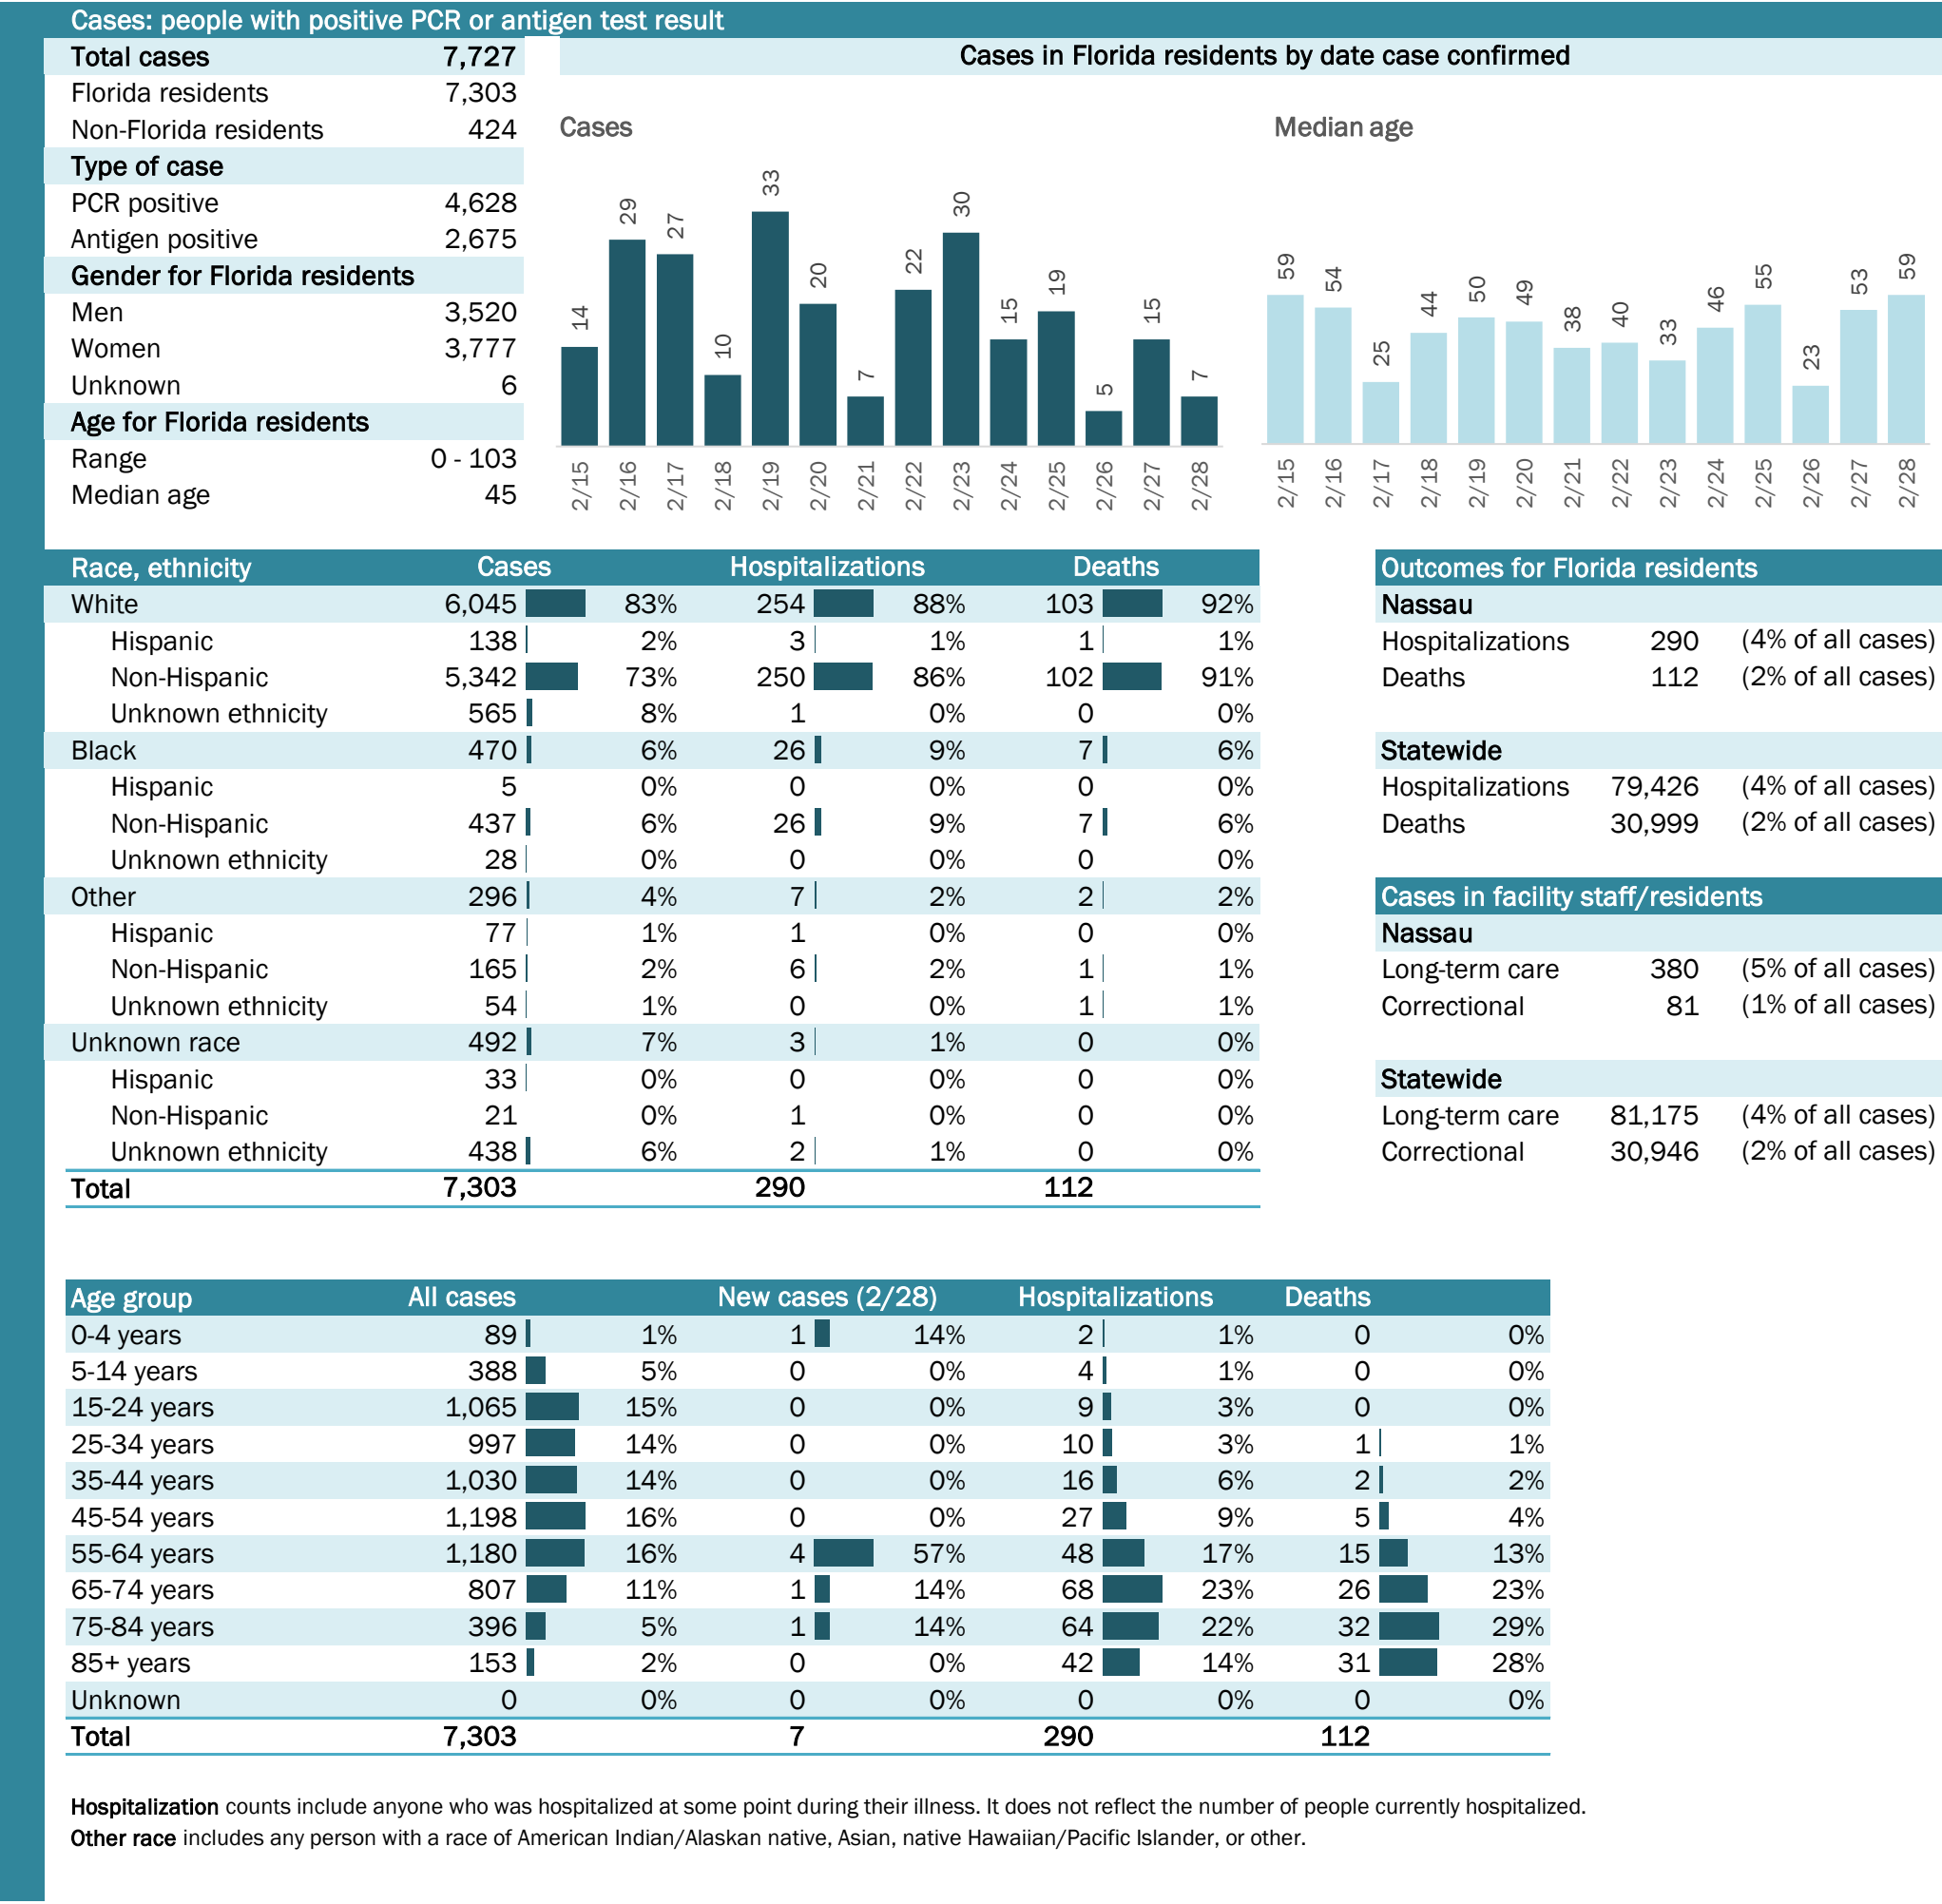 Cases: people with positive PCR or antigen test result
Total cases 7,727
Florida residents 7,303
Non-Florida residents 424
Type of case
PCR positive 4,628
Antigen positive 2,675
Gender for Florida residents
Men 3,520
Women 3,777
Unknown 6
Age for Florida residents
Range 0 - 103
Median age 45
Cases in Florida residents by date case confirmed
Cases
14 29 27 10 33 20 7 22 30 15 19 5 15 7
2/15 2/16 2/17 2/18 2/19 2/20 2/21 2/22 2/23 2/24 2/25 2/26 2/27 2/28
Median age
59 54 25 44 50 49 38 40 33 46 55 23 53 59
2/15 2/16 2/17 2/18 2/19 2/20 2/21 2/22 2/23 2/24 2/25 2/26 2/27 2/28
Race, ethnicity Cases Hospitalizations Deaths
White 6,045 83% 254 88% 103 92%
Hispanic 138 2% 3 1% 1 1%
Non-Hispanic 5,342 73% 250 86% 102 91%
Unknown ethnicity 565 8% 1 0% 0 0%
Black 470 6% 26 9% 7 6%
Hispanic 5 0% 0 0% 0 0%
Non-Hispanic 437 6% 26 9% 7 6%
Unknown ethnicity 28 0% 0 0% 0 0%
Other 296 4% 7 2% 2 2%
Hispanic 77 1% 1 0% 0 0%
Non-Hispanic 165 2% 6 2% 1 1%
Unknown ethnicity 54 1% 0 0% 1 1%
Unknown race 492 7% 3 1% 0 0%
Hispanic 33 0% 0 0% 0 0%
Non-Hispanic 21 0% 1 0% 0 0%
Unknown ethnicity 438 6% 2 1% 0 0%
Total 7,303 290 112
Outcomes for Florida residents
Nassau
Hospitalizations 290 (4% of all cases)
Deaths 112 (2% of all cases)
Statewide
Hospitalizations 79,426 (4% of all cases)
Deaths 30,999 (2% of all cases)
Cases in facility staff/residents
Nassau
Long-term care 380 (5% of all cases)
Correctional 81 (1% of all cases)
Statewide
Long-term care 81,175 (4% of all cases)
Correctional 30,946 (2% of all cases)
Age group All cases New cases (2/28) Hospitalizations Deaths
0-4 years 89 1% 1 14% 2 1% 0 0%
5-14 years 388 5% 0 0% 4 1% 0 0%
15-24 years 1,065 15% 0 0% 9 3% 0 0%
25-34 years 997 14% 0 0% 10 3% 1 1%
35-44 years 1,030 14% 0 0% 16 6% 2 2%
45-54 years 1,198 16% 0 0% 27 9% 5 4%
55-64 years 1,180 16% 4 57% 48 17% 15 13%
65-74 years 807 11% 1 14% 68 23% 26 23%
75-84 years 396 5% 1 14% 64 22% 32 29%
85+ years 153 2% 0 0% 42 14% 31 28%
Unknown 0 0% 0 0% 0 0% 0 0%
Total 7,303 7 290 112
Hospitalization counts include anyone who was hospitalized at some point during their illness. It does not reflect the number of people currently hospitalized.
Other race includes any person with a race of American Indian/Alaskan native, Asian, native Hawaiian/Pacific Islander, or other.